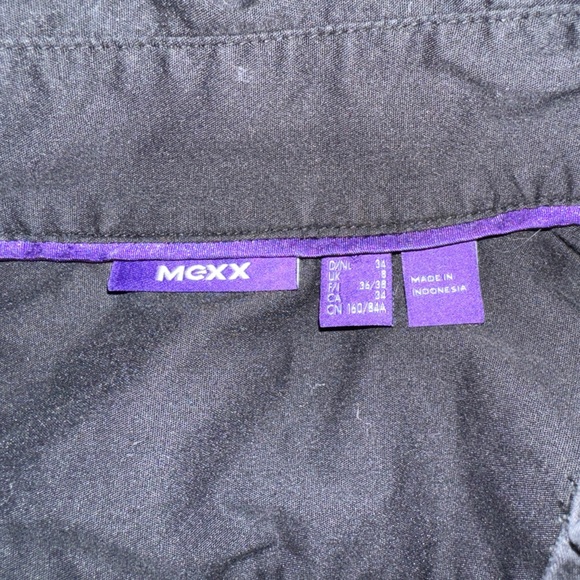 MEXX
D/NL 34
UK 8
F/I 36/38
CA 34
CN 160/84A
MADE IN
INDONESIA